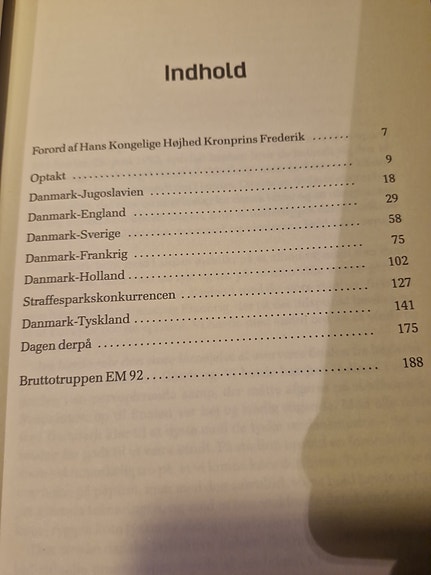 Indhold
Forord af Hans Kongelige Højhed Kronprins Frederik ....... 7
Optakt ........................................ 9
Danmark-Jugoslavien .............................. 18
Danmark-England ................................ 29
Danmark-Sverige ................................. 58
Danmark-Frankrig ................................ 75
Danmark-Holland ................................ 102
Straffesparkskonkurrencen ........................... 127
Danmark-Tyskland ................................ 141
Dagen derpå .................................... 175
Bruttotruppen EM 92 ................................ 188